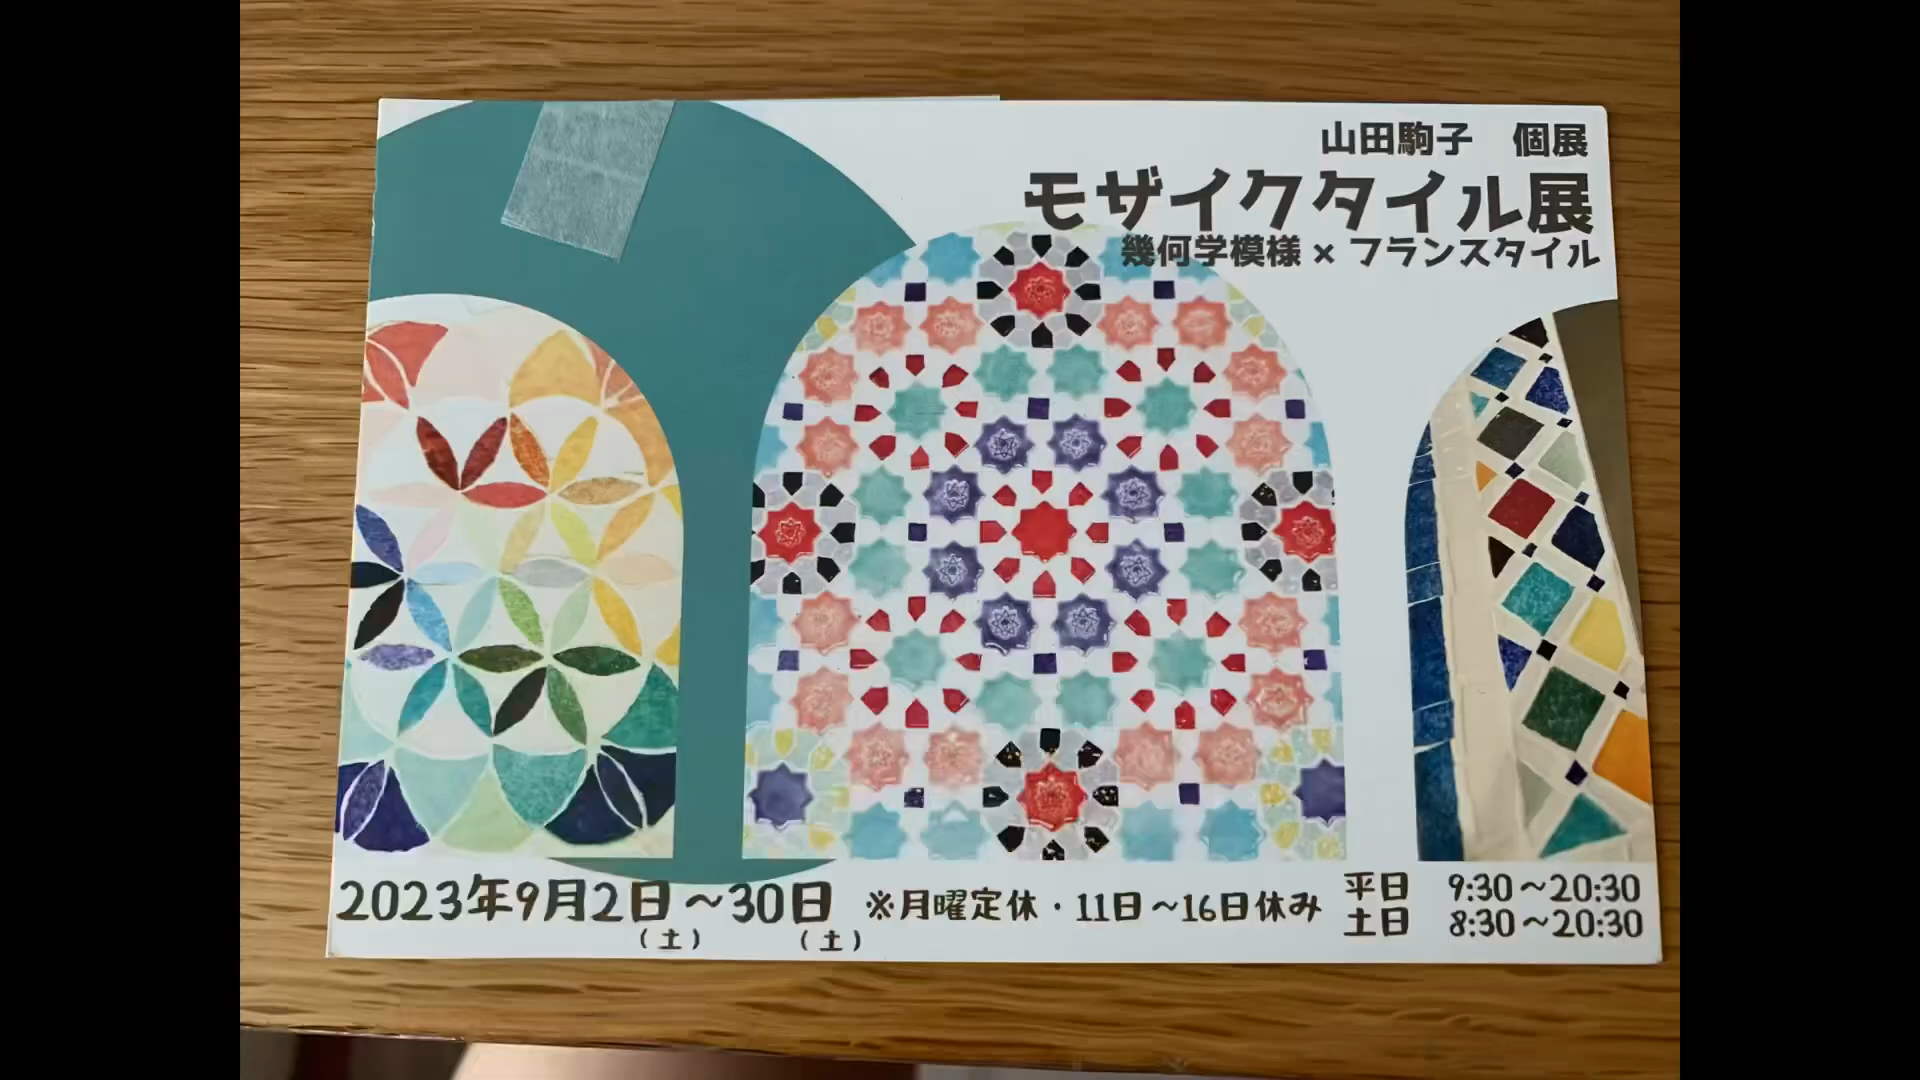 山田駒子　個展
モザイクタイル展
幾何学模様 × フランスタイル
2023年9月2日～30日
（土）　（土）
※月曜定休・11日～16日休み
平日　9:30～20:30
土日　8:30～20:30